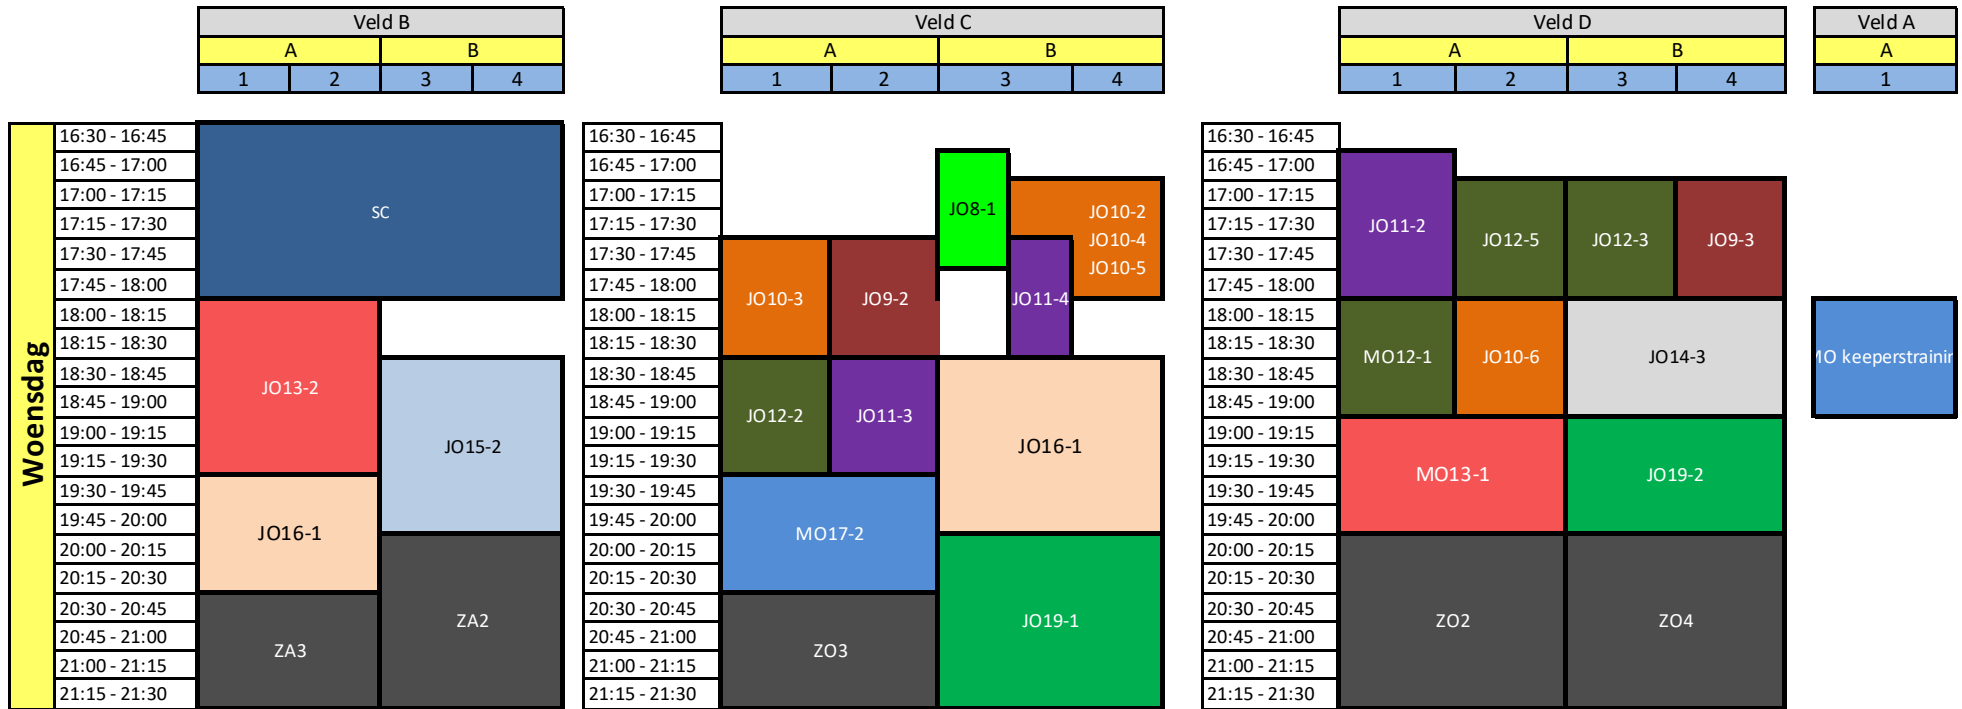 Veld B
Veld C
Veld D
Veld A
A B
A B
A B
A
1 2 3 4
1 2 3 4
1 2 3 4
1
Woensdag
16:30 - 16:45 16:30 - 16:45 16:30 - 16:45
16:45 - 17:00 16:45 - 17:00 16:45 - 17:00
17:00 - 17:15 17:00 - 17:15 17:00 - 17:15
17:15 - 17:30 17:15 - 17:30 17:15 - 17:30
17:30 - 17:45 17:30 - 17:45 17:30 - 17:45
17:45 - 18:00 17:45 - 18:00 17:45 - 18:00
18:00 - 18:15 18:00 - 18:15 18:00 - 18:15
18:15 - 18:30 18:15 - 18:30 18:15 - 18:30
18:30 - 18:45 18:30 - 18:45 18:30 - 18:45
18:45 - 19:00 18:45 - 19:00 18:45 - 19:00
19:00 - 19:15 19:00 - 19:15 19:00 - 19:15
19:15 - 19:30 19:15 - 19:30 19:15 - 19:30
19:30 - 19:45 19:30 - 19:45 19:30 - 19:45
19:45 - 20:00 19:45 - 20:00 19:45 - 20:00
20:00 - 20:15 20:00 - 20:15 20:00 - 20:15
20:15 - 20:30 20:15 - 20:30 20:15 - 20:30
20:30 - 20:45 20:30 - 20:45 20:30 - 20:45
20:45 - 21:00 20:45 - 21:00 20:45 - 21:00
21:00 - 21:15 21:00 - 21:15 21:00 - 21:15
21:15 - 21:30 21:15 - 21:30 21:15 - 21:30
SC
JO13-2
JO15-2
JO16-1
ZA2
ZA3
JO8-1
JO10-2
JO10-4
JO10-5
JO10-3
JO9-2
JO11-4
JO12-2
JO11-3
JO16-1
MO17-2
JO19-1
ZO3
JO11-2
JO12-5
JO12-3
JO9-3
MO12-1
JO10-6
JO14-3
MO13-1
JO19-2
ZO2
ZO4
keeperstrainin